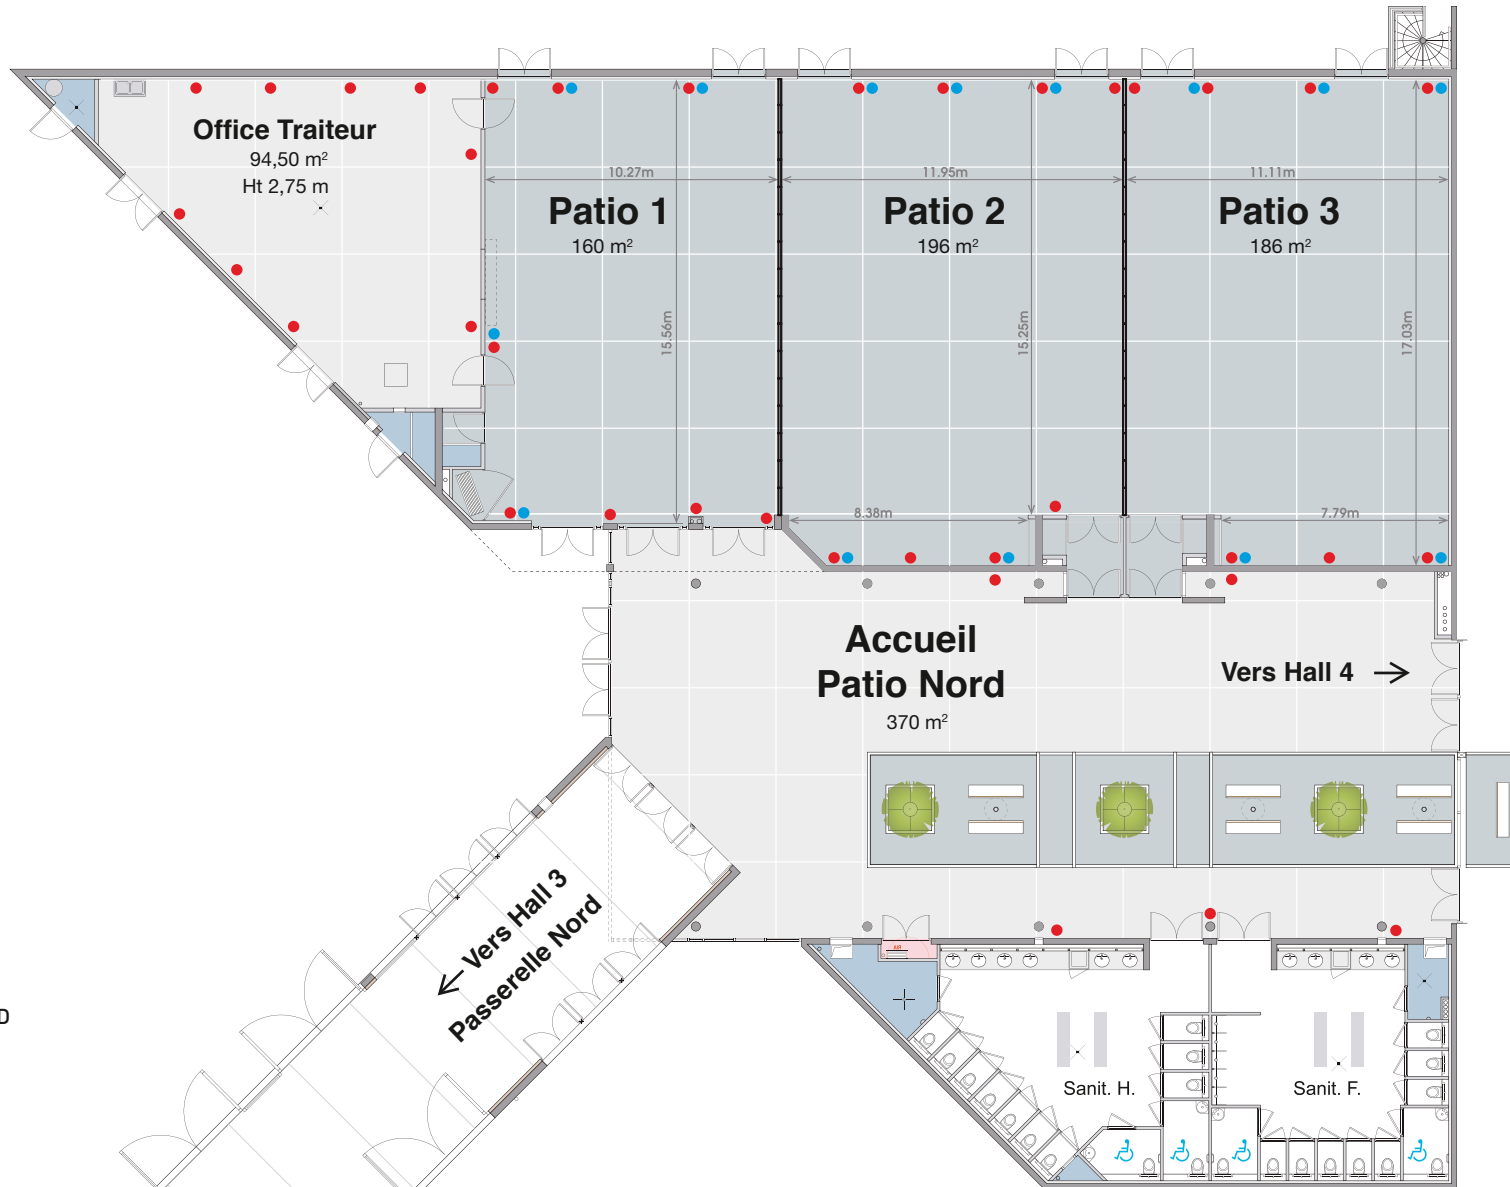 Office Traiteur
94,50 m²
Ht 2,75 m
10.27m
11.95m
11.11m
Patio 1
160 m²
Patio 2
196 m²
Patio 3
186 m²
15.56m
15.25m
17.03m
8.38m
7.79m
Accueil
Patio Nord
370 m²
Vers Hall 4
Vers Hall 3
Passerelle Nord
AIR
D
Sanit. H.
Sanit. F.